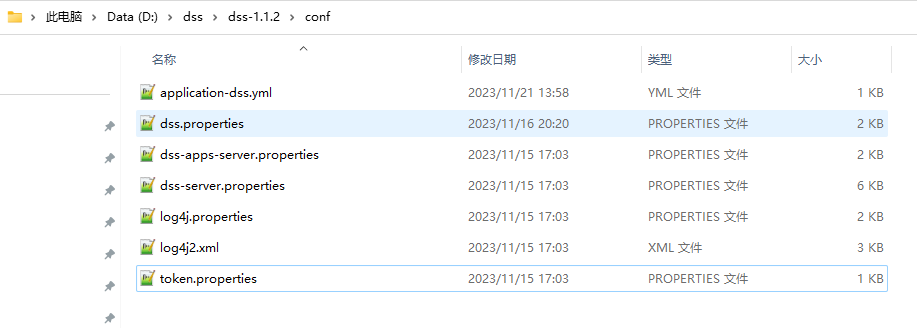 此电脑 > Data (D:) > dss > dss-1.1.2 > conf
名称 修改日期 类型 大小
application-dss.yml 2023/11/21 13:58 YML 文件 1 KB
dss.properties 2023/11/16 20:20 PROPERTIES 文件 2 KB
dss-apps-server.properties 2023/11/15 17:03 PROPERTIES 文件 2 KB
dss-server.properties 2023/11/15 17:03 PROPERTIES 文件 6 KB
log4j.properties 2023/11/15 17:03 PROPERTIES 文件 2 KB
log4j2.xml 2023/11/15 17:03 XML 文件 3 KB
token.properties 2023/11/15 17:03 PROPERTIES 文件 1 KB